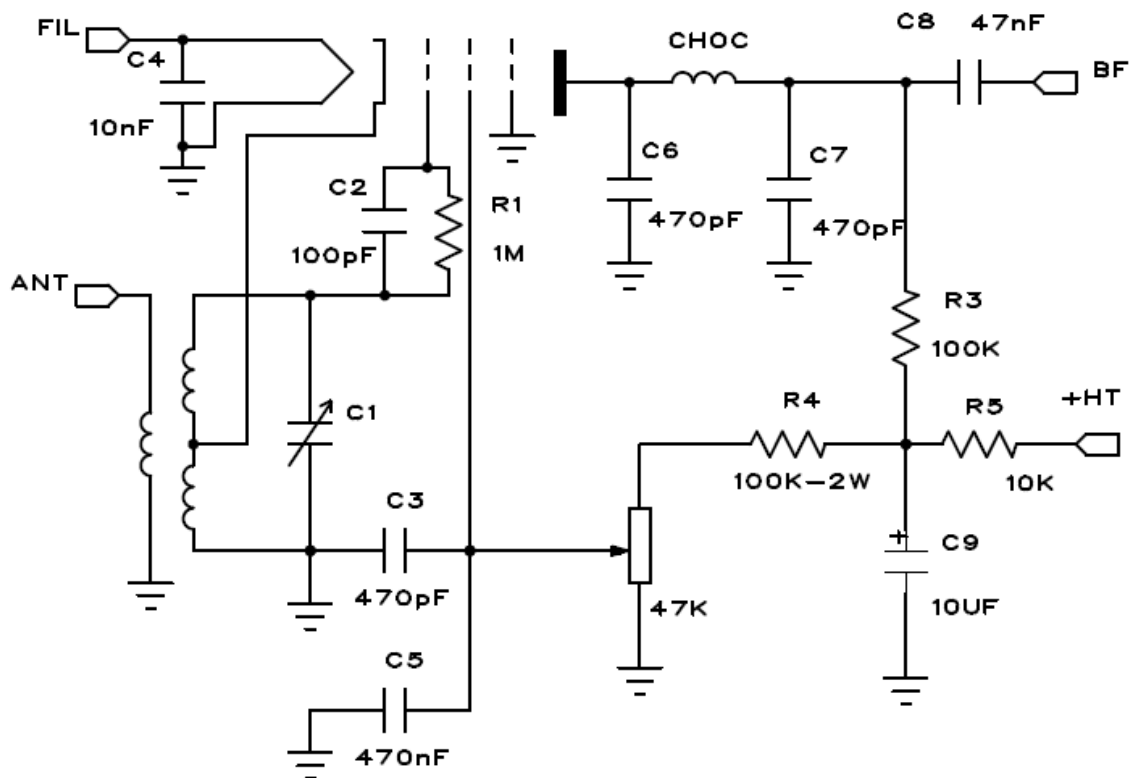 FIL
C4
10nF
CHOC
C8
47nF
BF
C6
470pF
C7
470pF
C2
100pF
R1
1M
ANT
C1
R3
100K
R4
100K-2W
R5
10K
+HT
C3
470pF
47K
+
C9
10UF
C5
470nF